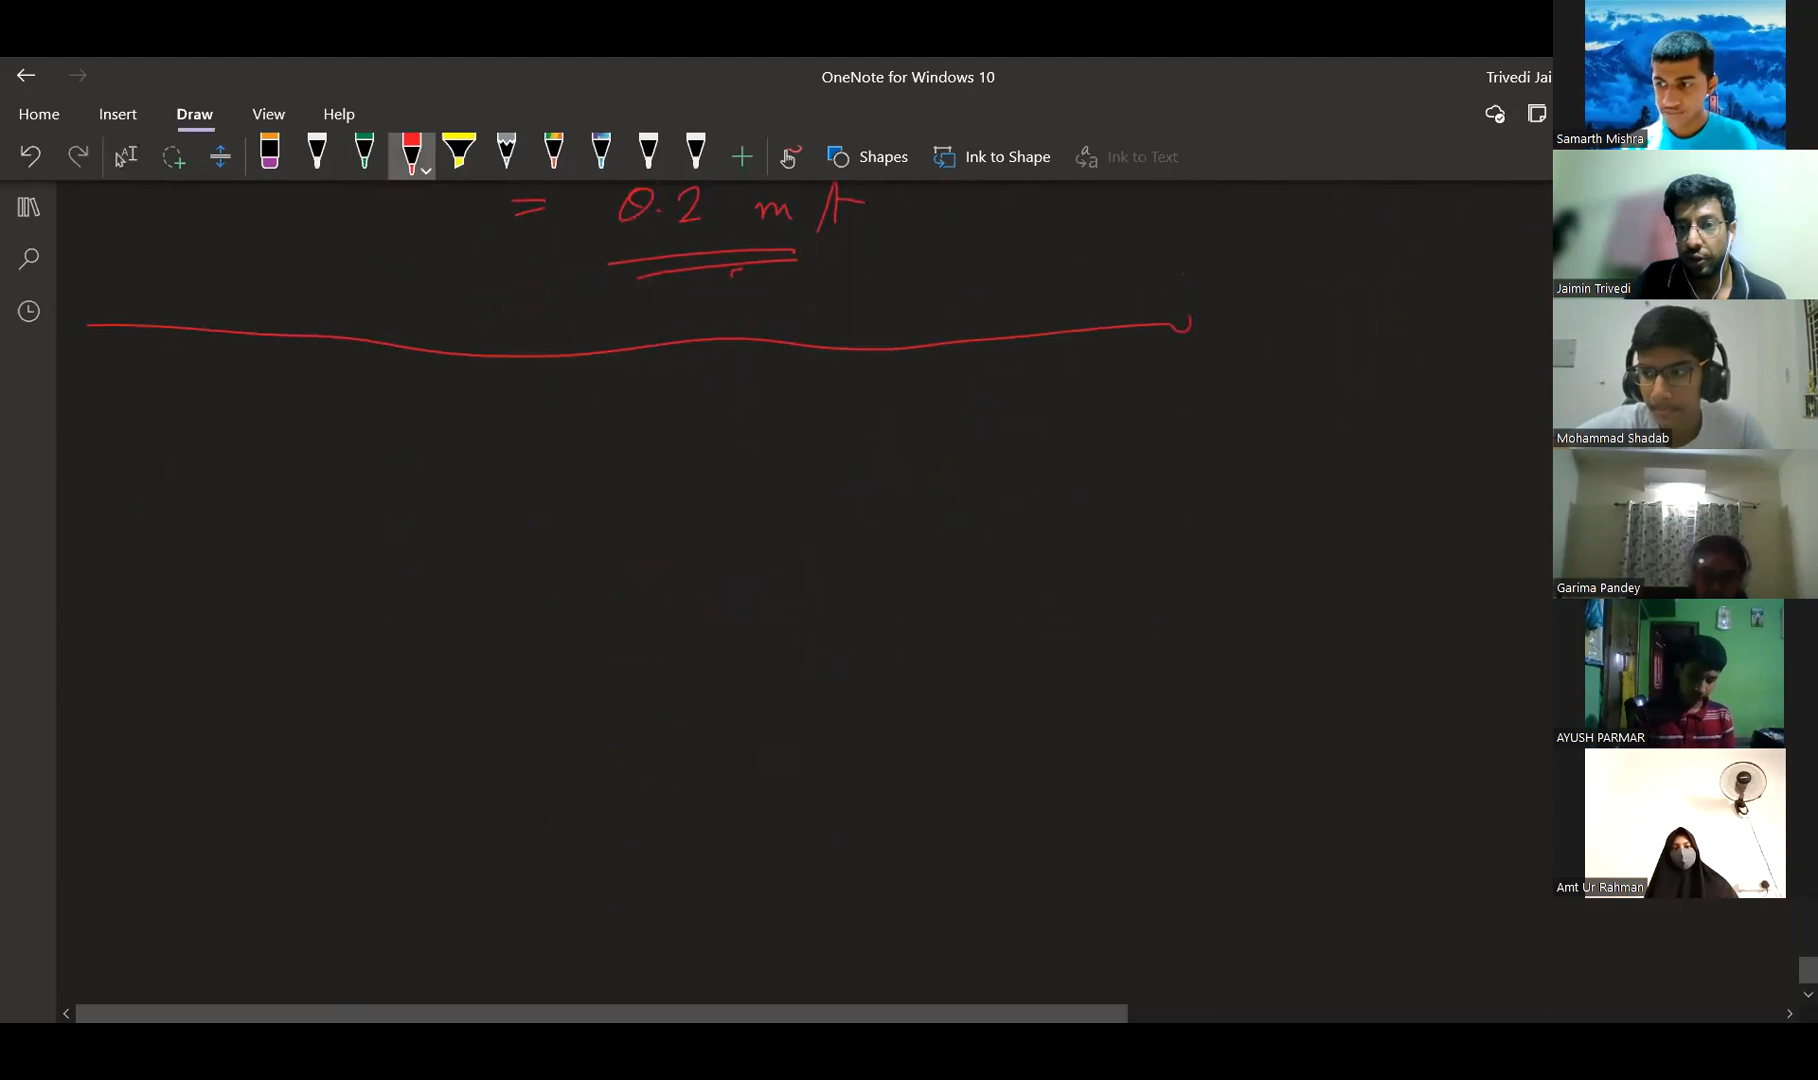 OneNote for Windows 10
Trivedi Jai
Home Insert Draw View Help
Shapes Ink to Shape Ink to Text
= 0.2 m/
Samarth Mishra
Jaimin Trivedi
Mohammad Shadab
Garima Pandey
AYUSH PARMAR
Amt Ur Rahman